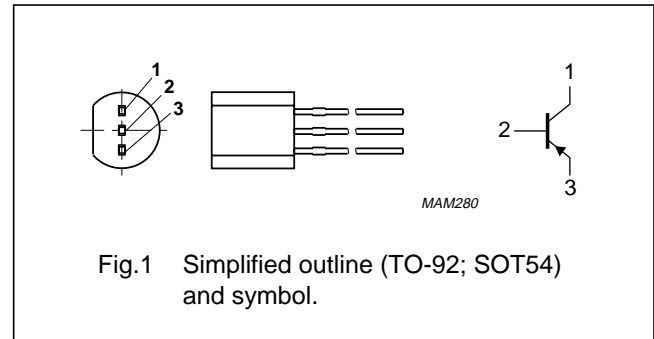 1
2
3
MAM280
1
2
3
Fig.1 Simplified outline (TO-92; SOT54)
and symbol.